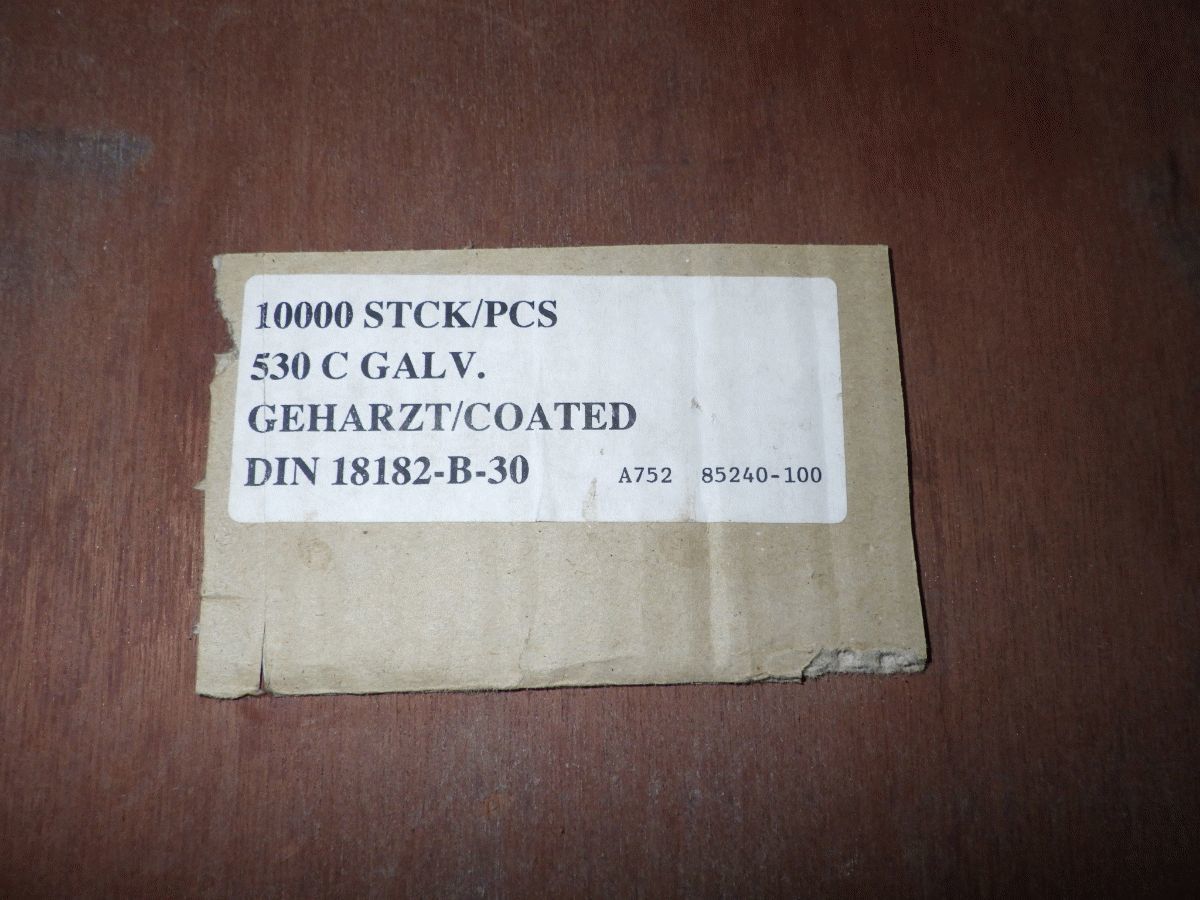 10000 STCK/PCS
530 C GALV.
GEHARZT/COATED
DIN 18182-B-30 A752 85240-100